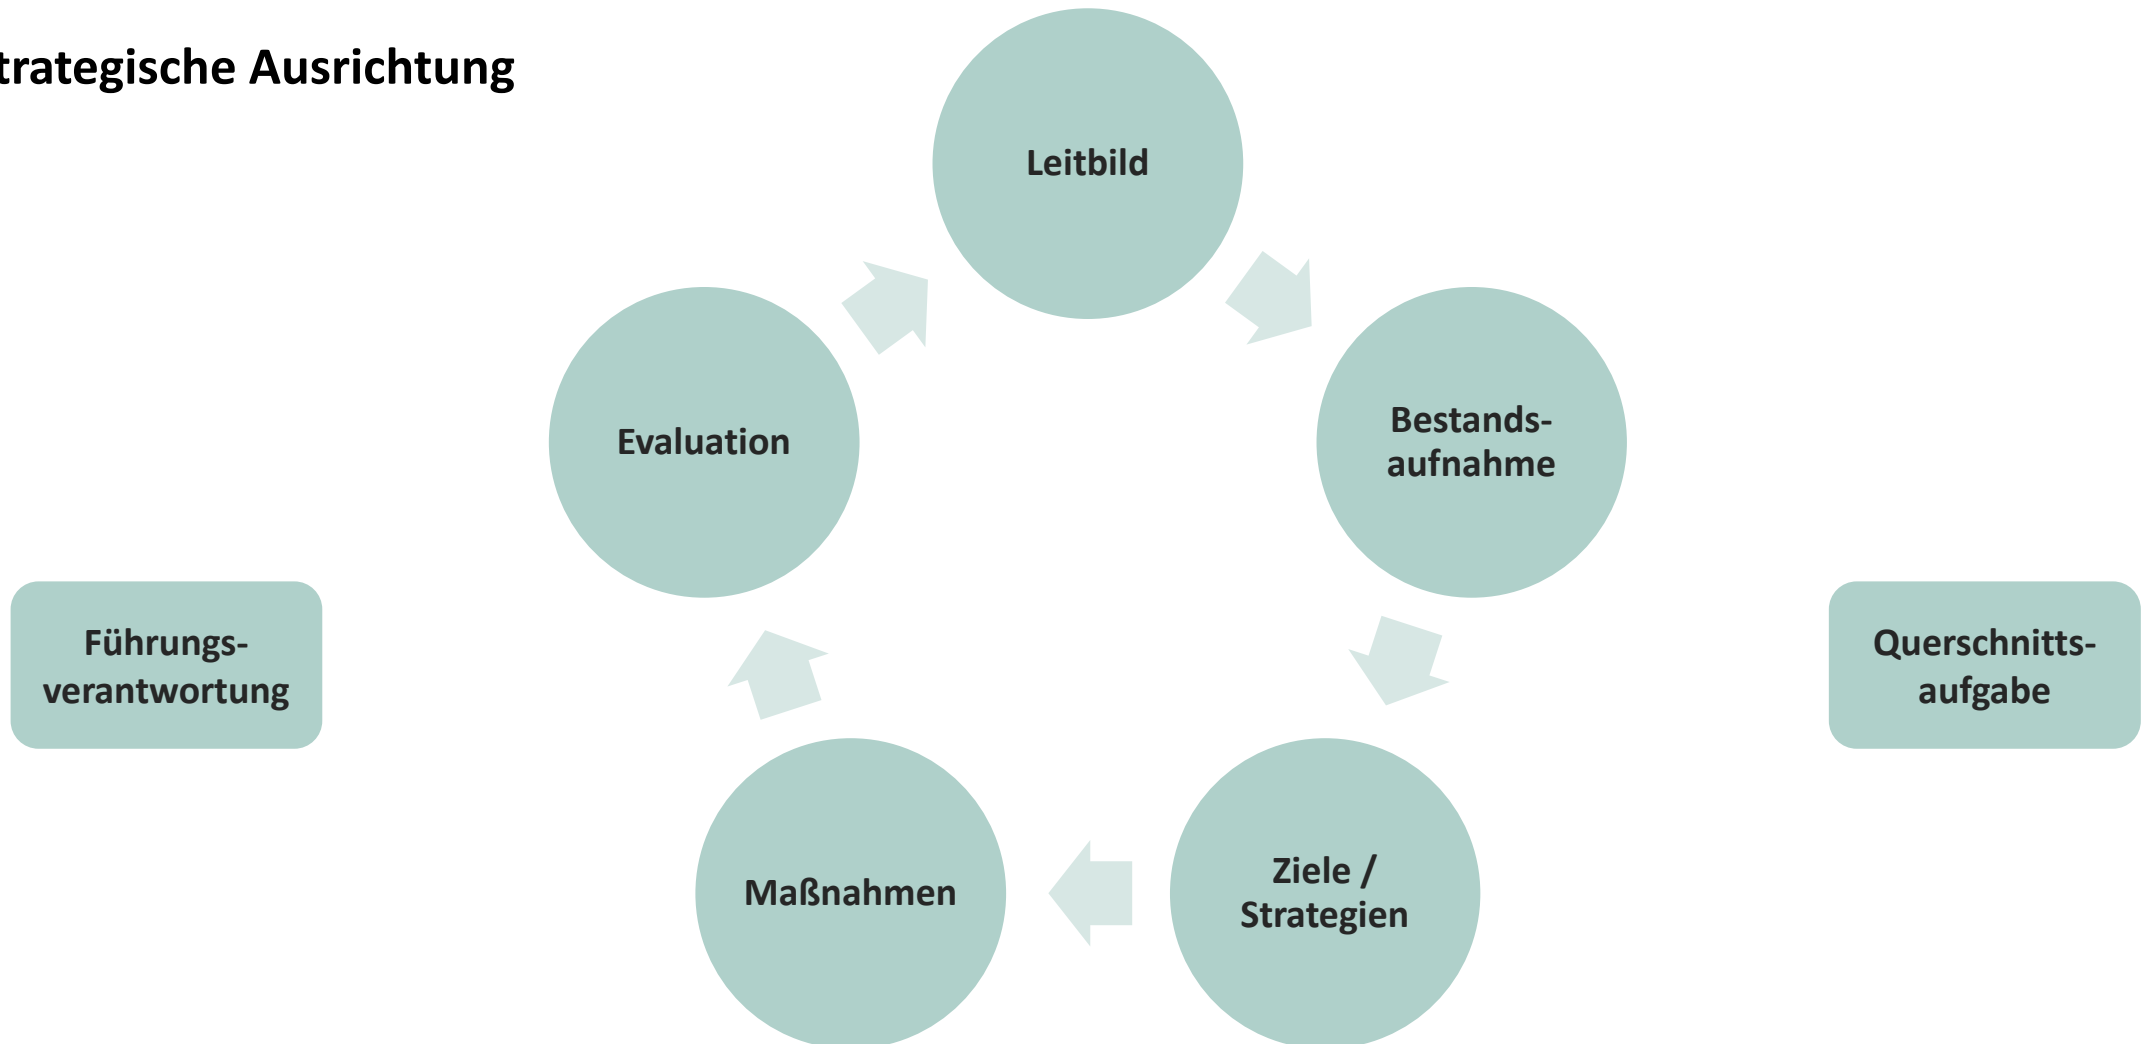 trategische Ausrichtung
Leitbild
Bestands-
aufnahme
Evaluation
Führungs-
verantwortung
Querschnitts-
aufgabe
Maßnahmen
Ziele /
Strategien